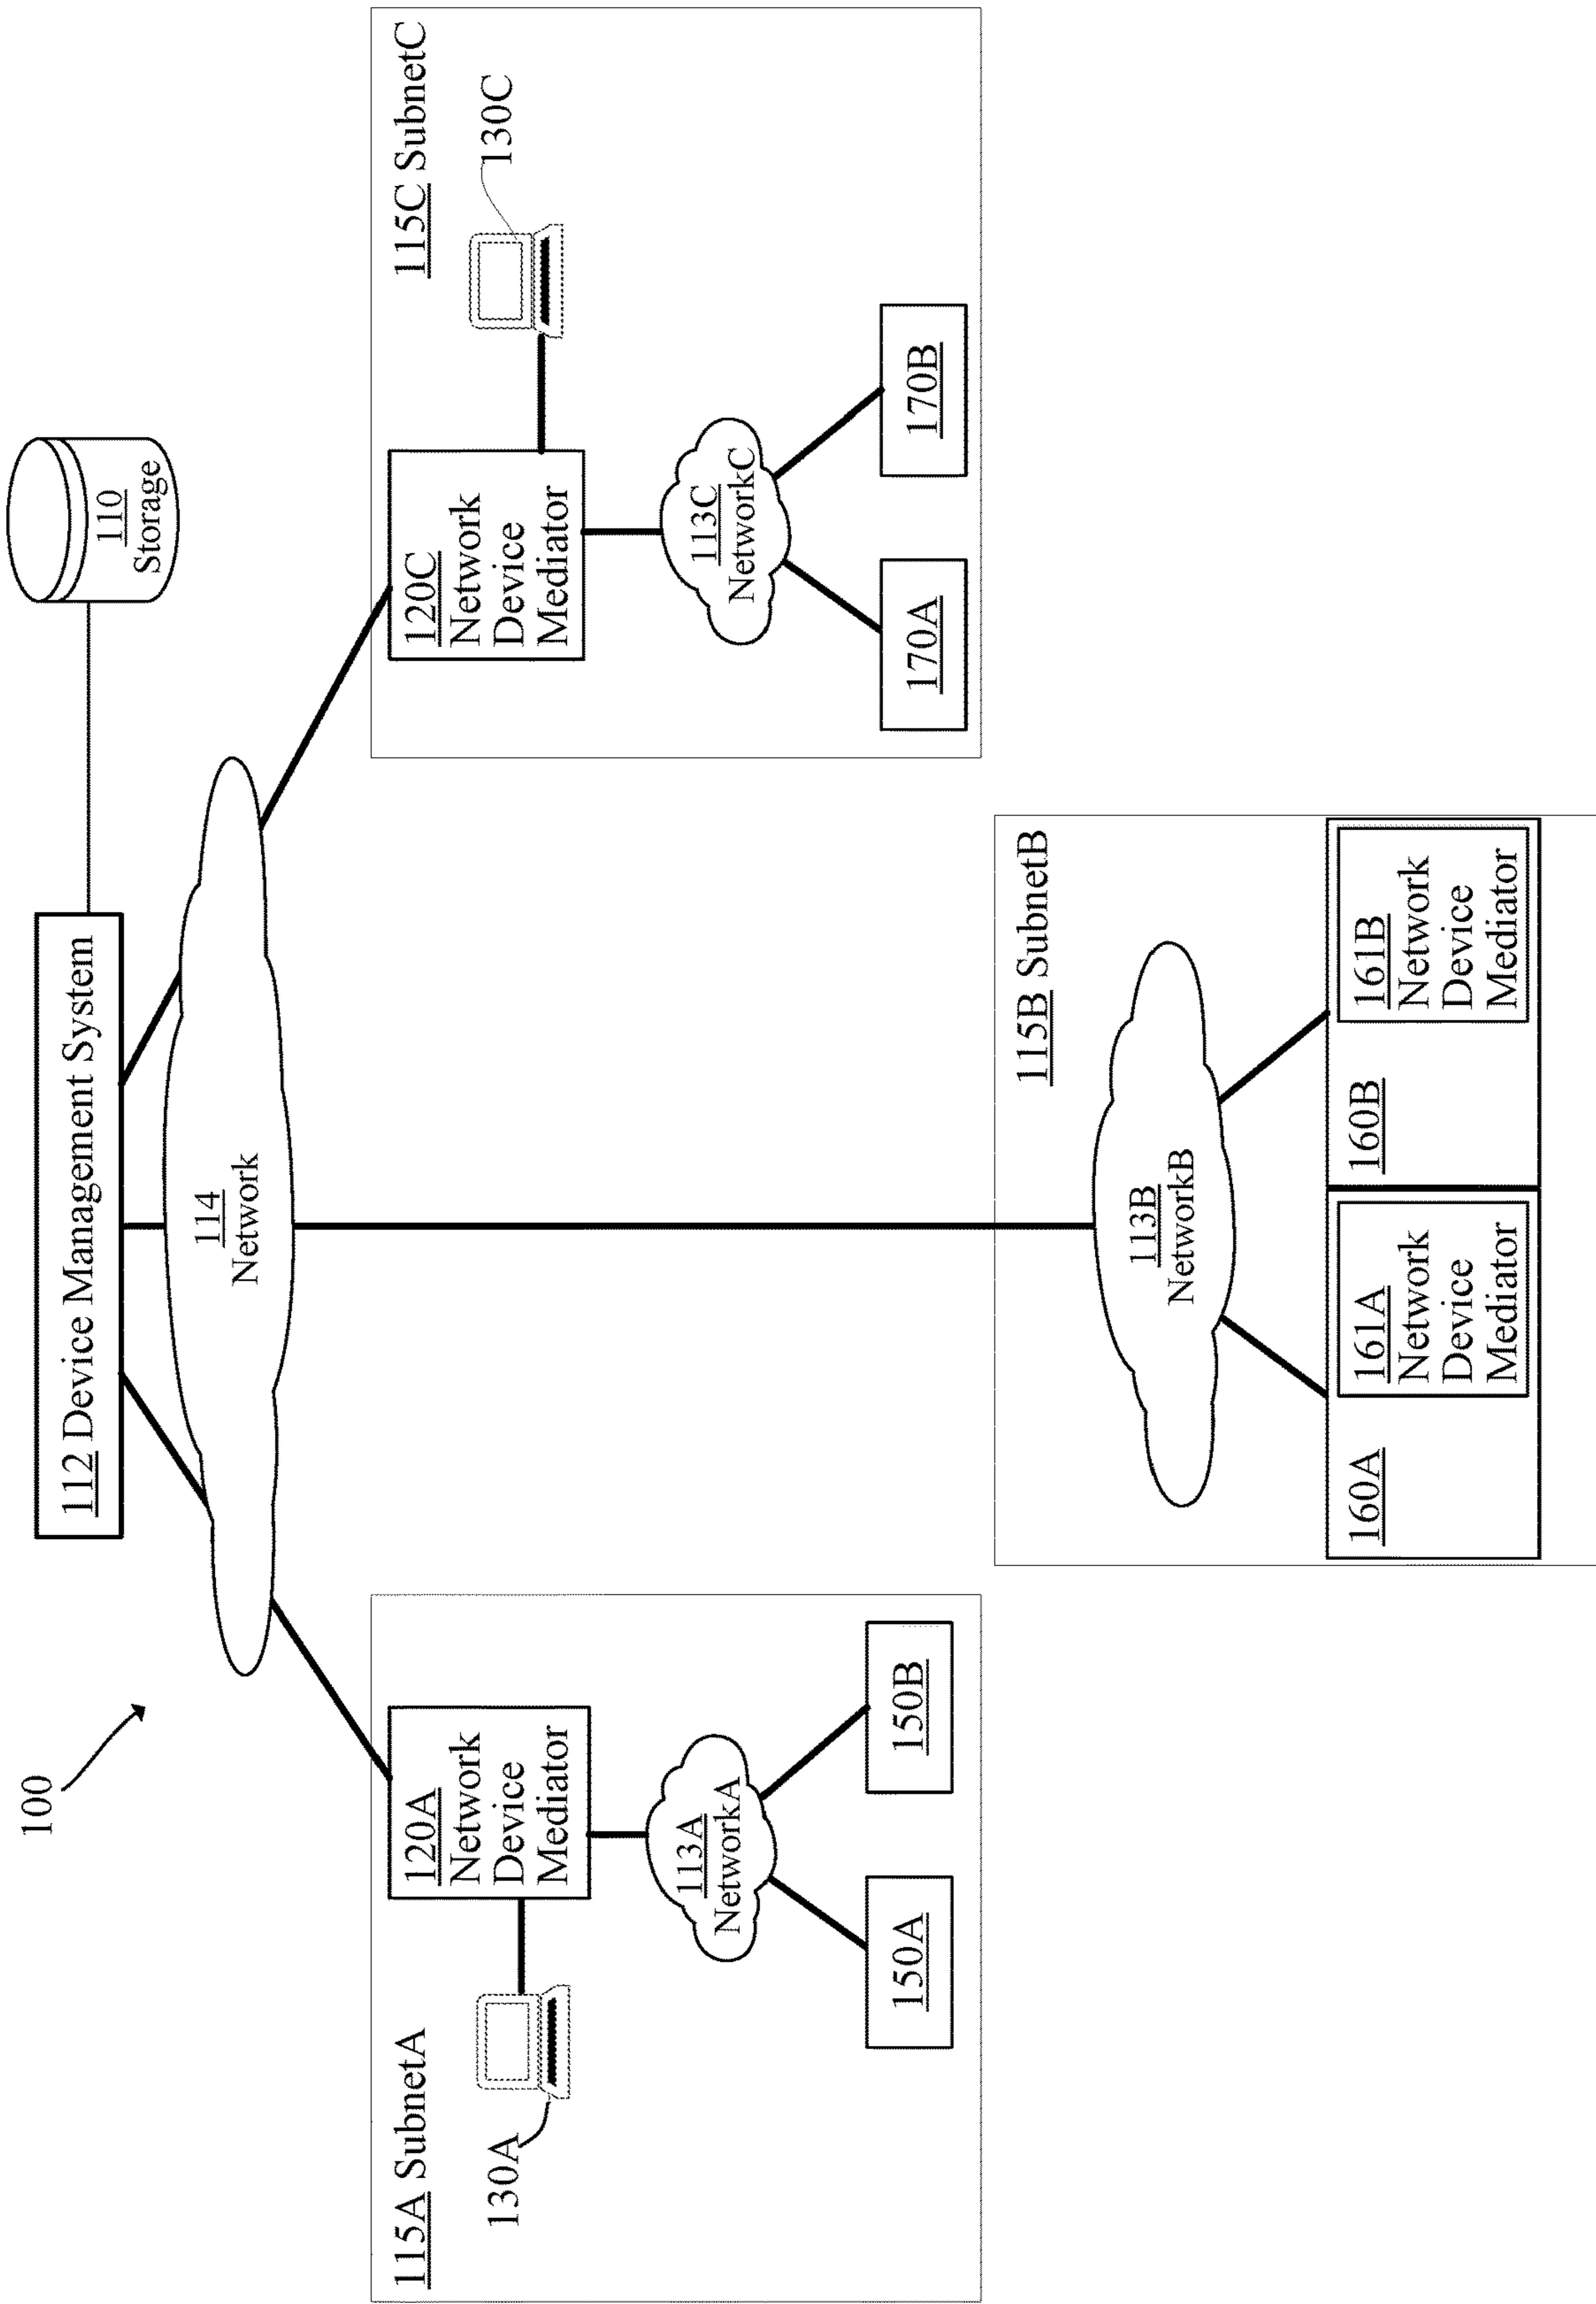 100
112 Device Management System
110
Storage
114
Network
115A SubnetA
130A
120A
Network
Device
Mediator
113A
NetworkA
150A
150B
115B SubnetB
113B
NetworkB
160A
161A
Network
Device
Mediator
160B
161B
Network
Device
Mediator
115C SubnetC
120C
Network
Device
Mediator
130C
113C
NetworkC
170A
170B